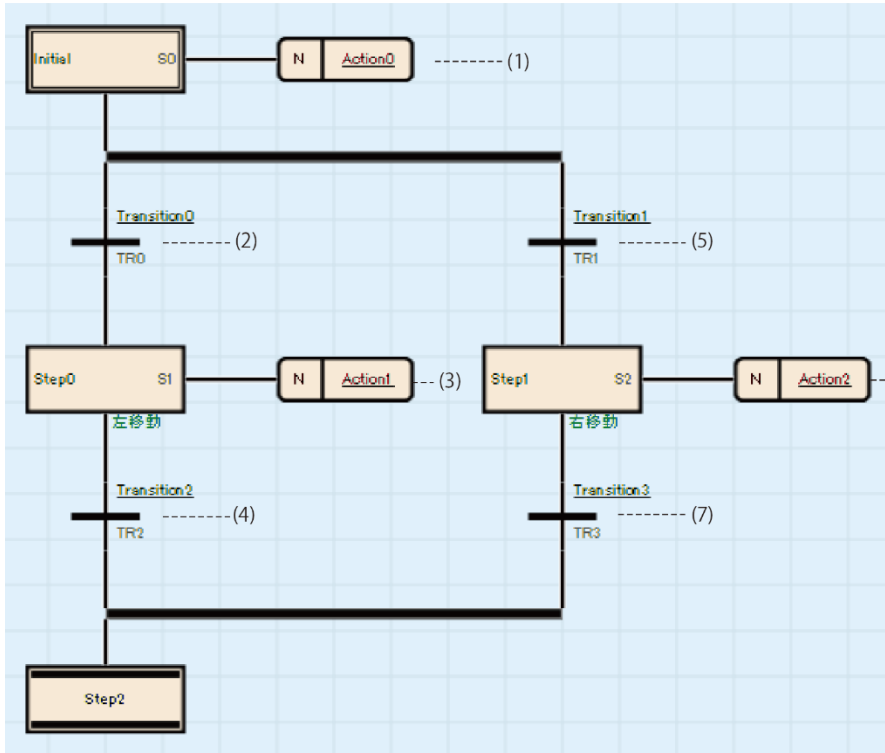 Initial S0 N Action0 (1)
Transition0 Transition1
(2) (5)
TR0 TR1
Step0 S1 N Action1 (3) Step1 S2 N Action2
左移動 右移動
Transition2 Transition3
(4) (7)
TR2 TR3
Step2